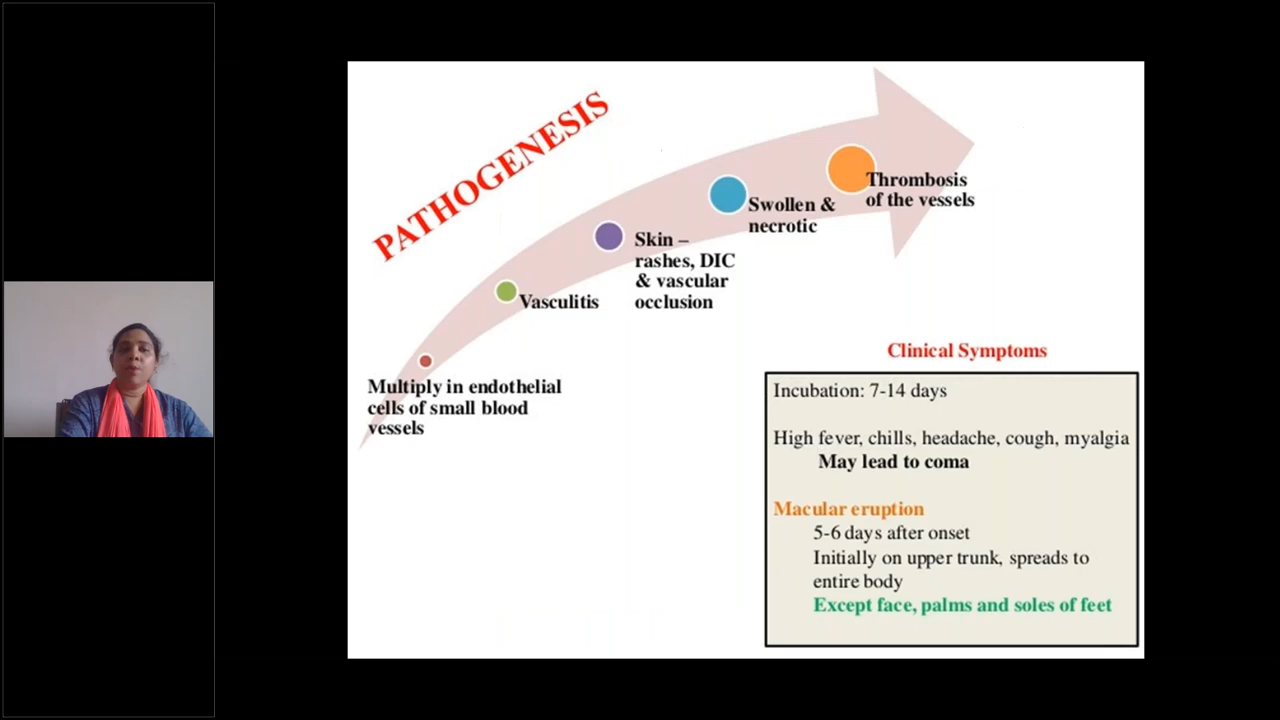 PATHOGENESIS
Multiply in endothelial
cells of small blood
vessels
Vasculitis
Skin –
rashes, DIC
& vascular
occlusion
Swollen &
necrotic
Thrombosis
of the vessels
Clinical Symptoms
Incubation: 7-14 days
High fever, chills, headache, cough, myalgia
May lead to coma
Macular eruption
5-6 days after onset
Initially on upper trunk, spreads to
entire body
Except face, palms and soles of feet